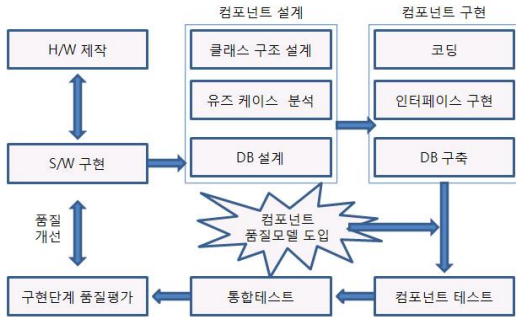 컴포넌트 설계
컴포넌트 구현
H/W 제작
클래스 구조 설계
코딩
유즈 케이스 분석
인터페이스 구현
S/W 구현
DB 설계
DB 구축
품질
개선
컴포넌트
품질모델 도입
구현단계 품질평가
통합테스트
컴포넌트 테스트